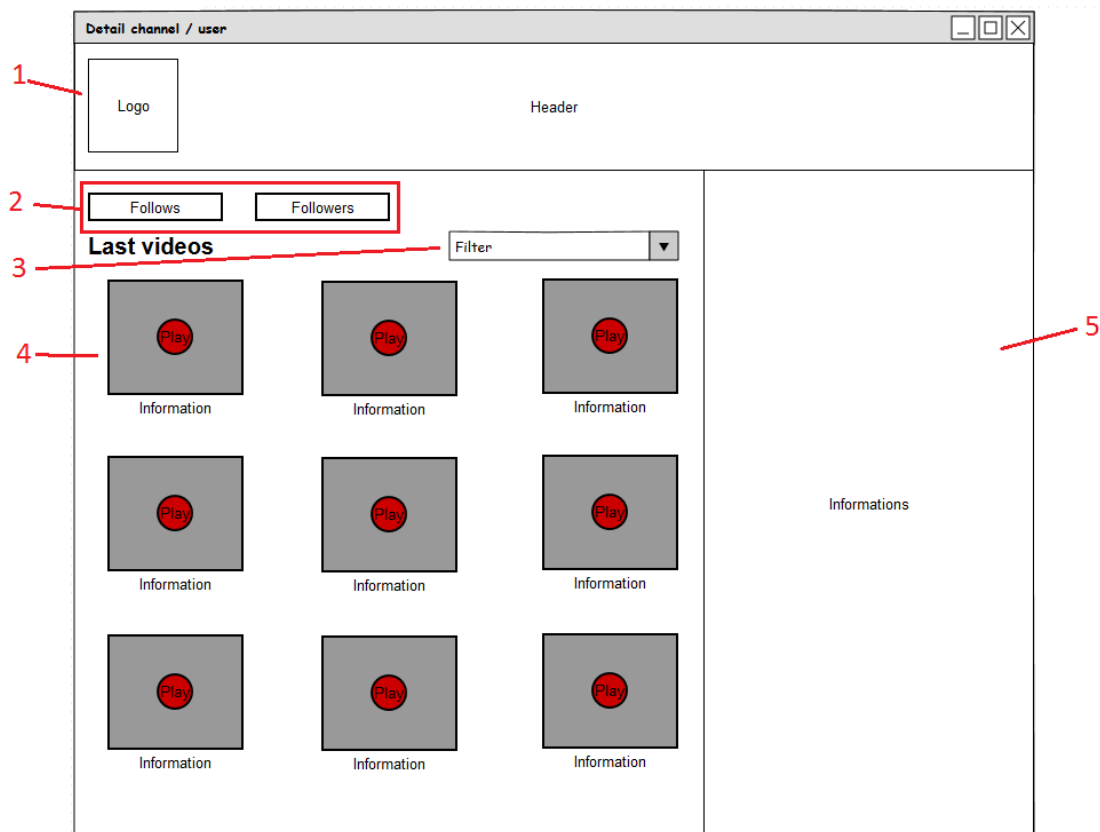 Detail channel / user
1
Logo
Header
2
Follows Followers
Last videos
Filter
3
Play Play Play
4
5
Information Information Information
Play Play Play
Informations
Information Information Information
Play Play Play
Information Information Information